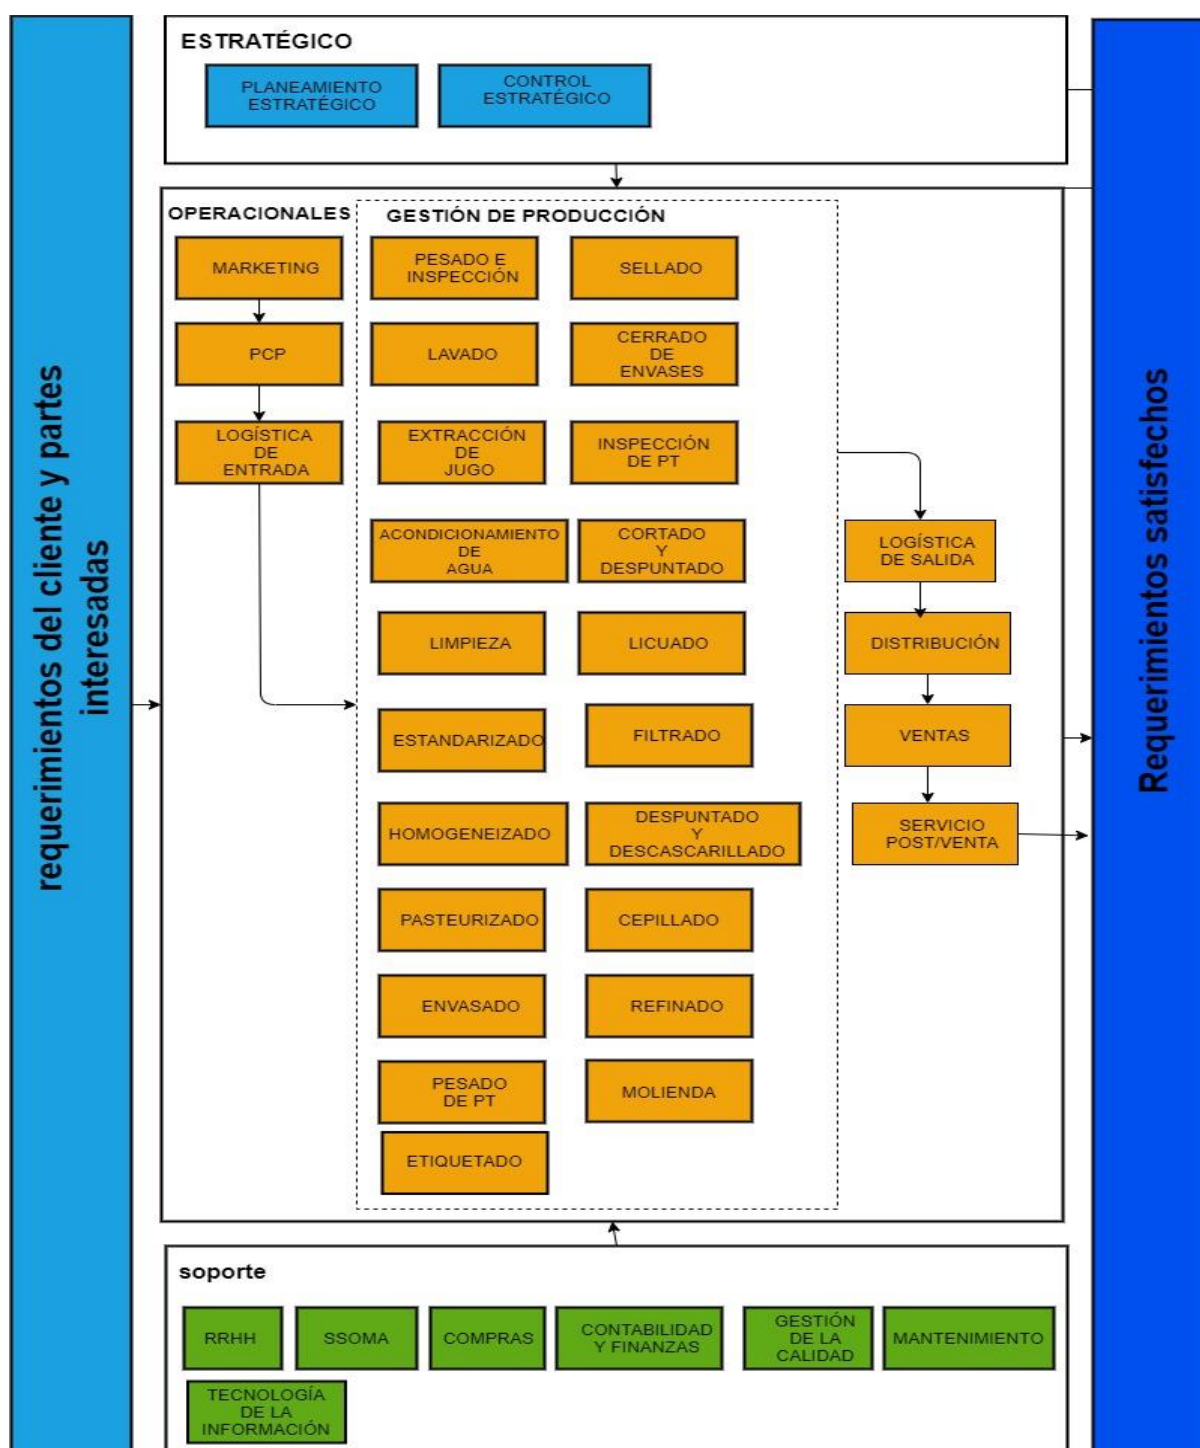 requerimientos del cliente y partes
interesadas
ESTRATÉGICO
PLANEAMIENTO
ESTRATÉGICO
CONTROL
ESTRATÉGICO
OPERACIONALES
MARKETING
PCP
LOGÍSTICA
DE
ENTRADA
GESTIÓN DE PRODUCCIÓN
PESADO E
INSPECCIÓN
SELLADO
LAVADO
CERRADO
DE
ENVASES
EXTRACCIÓN
DE
JUGO
INSPECCIÓN
DE PT
ACONDICIONAMIENTO
DE
AGUA
CORTADO
Y
DESPUNTADO
LIMPIEZA
LICUADO
ESTANDARIZADO
FILTRADO
HOMOGENEIZADO
DESPUNTADO
Y
DESCASCARILLADO
PASTEURIZADO
CEPILLADO
ENVASADO
REFINADO
PESADO
DE PT
MOLIENDA
ETIQUETADO
LOGÍSTICA
DE SALIDA
DISTRIBUCIÓN
VENTAS
SERVICIO
POST/VENTA
soporte
RRHH
SSOMA
COMPRAS
CONTABILIDAD
Y FINANZAS
GESTIÓN
DE LA
CALIDAD
MANTENIMIENTO
TECNOLOGÍA
DE LA
INFORMACIÓN
Requerimientos satisfechos